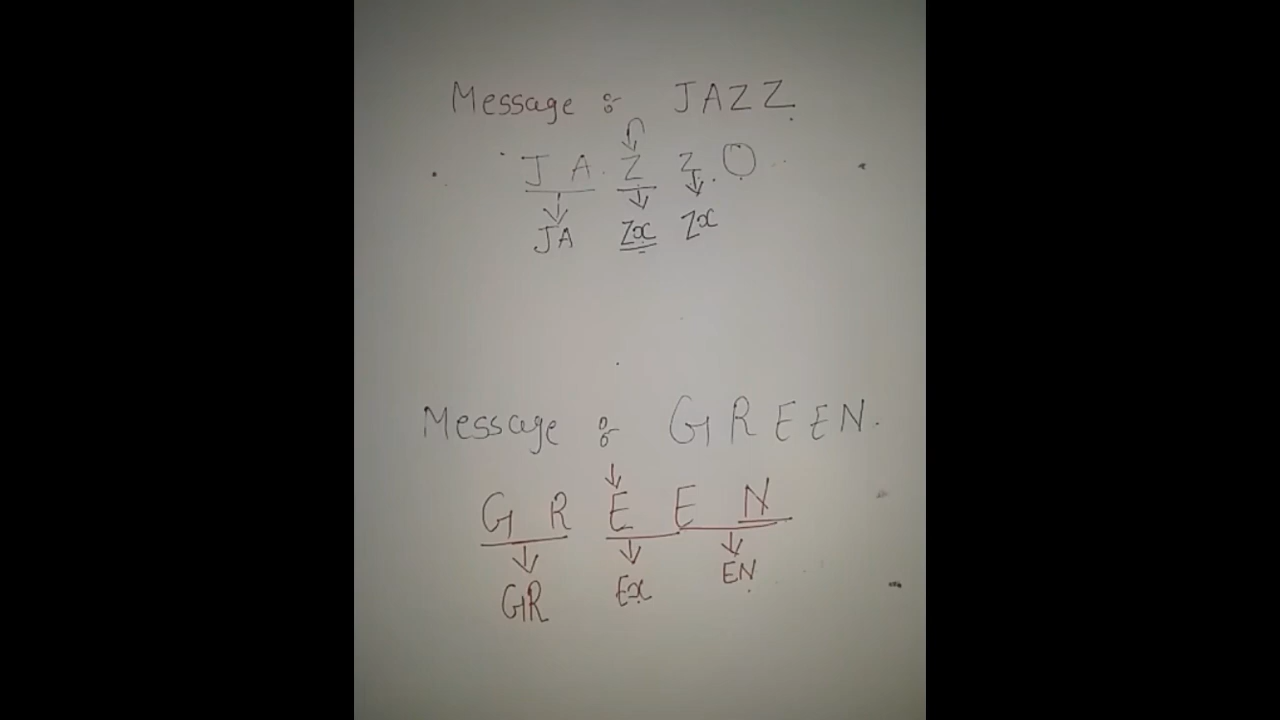 Message :- JAZZ
J A Z Z O
JA Zx Zx
Message :- GREEN.
G R E E N
GR Ex EN